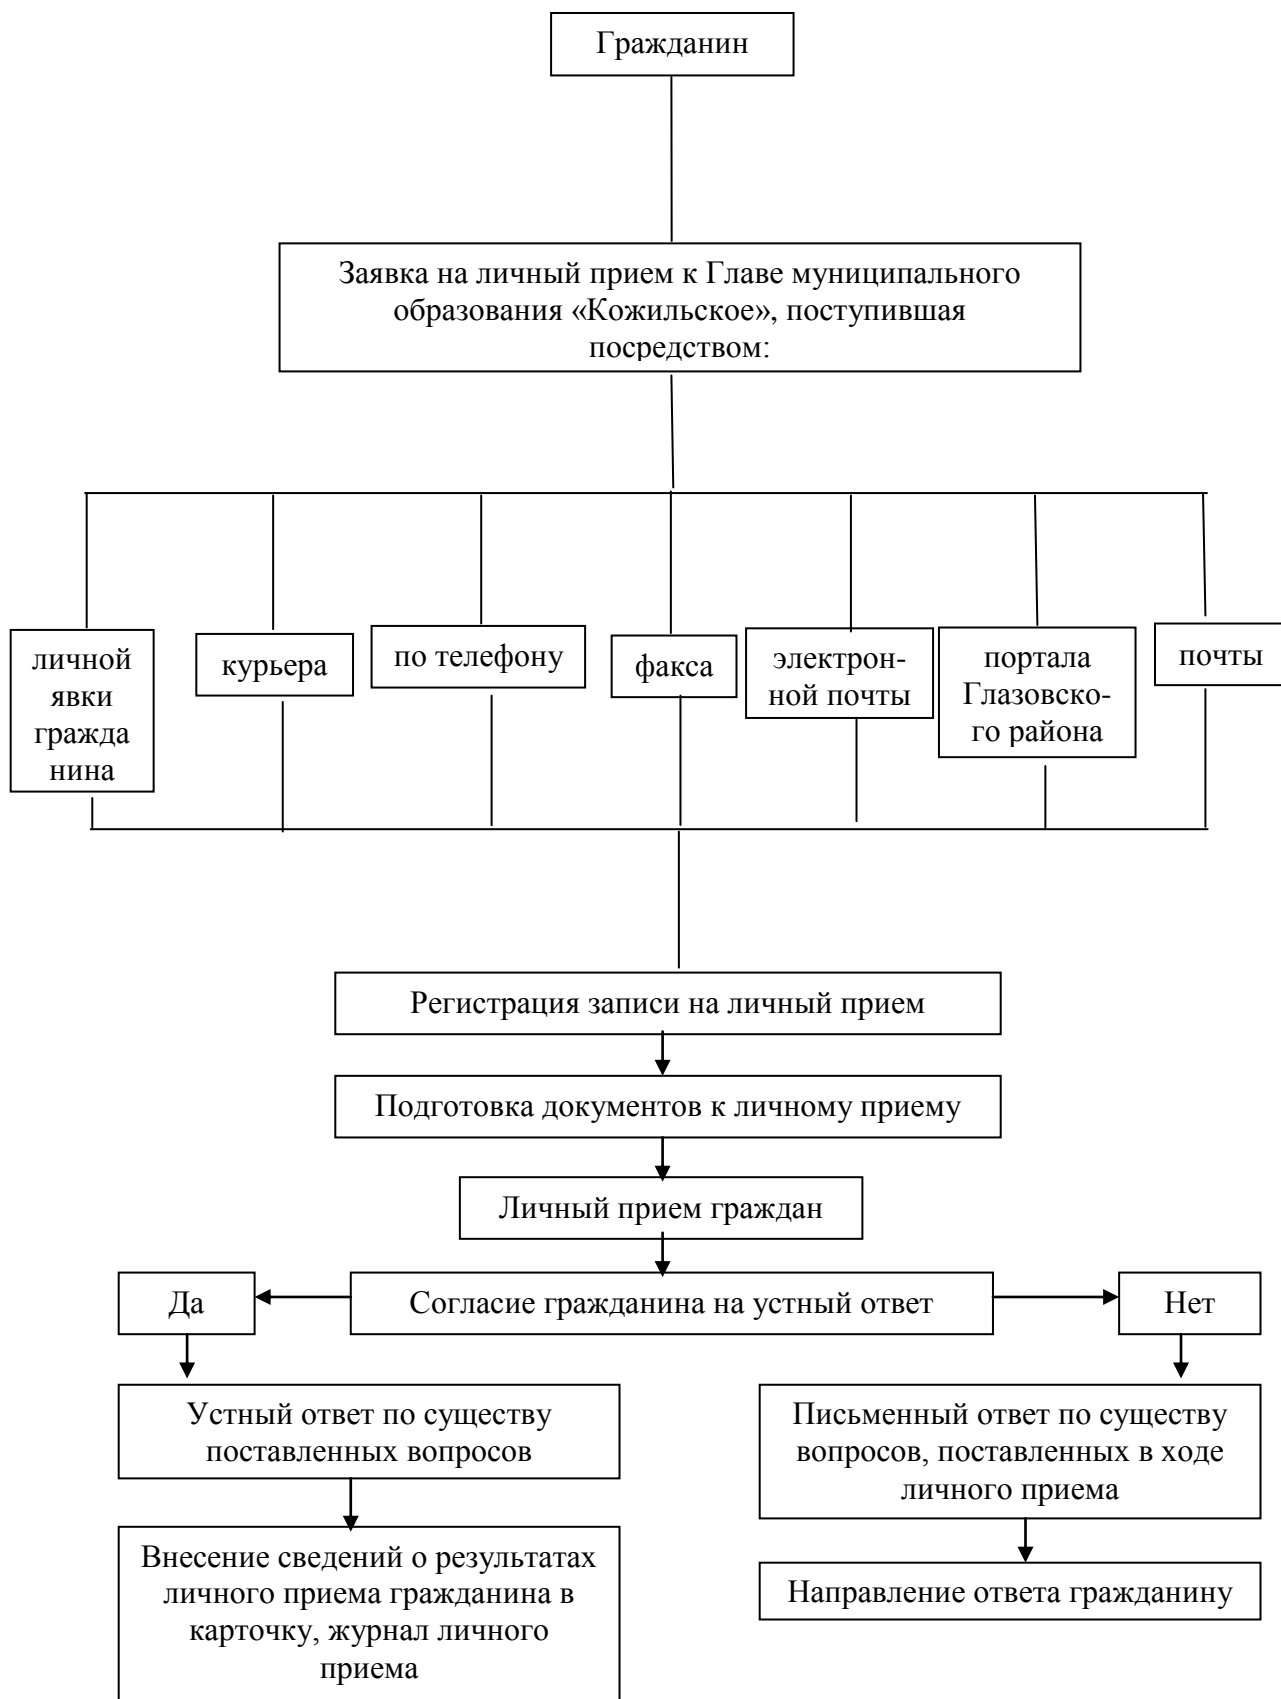 Гражданин
Заявка на личный прием к Главе муниципального
образования «Кожильское», поступившая
посредством:
личной
явки
гражда
нина
курьера
по телефону
факса
электрон-
ной почты
портала
Глазовско-
го района
почты
Регистрация записи на личный прием
Подготовка документов к личному приему
Личный прием граждан
Да
Согласие гражданина на устный ответ
Нет
Устный ответ по существу
поставленных вопросов
Письменный ответ по существу
вопросов, поставленных в ходе
личного приема
Внесение сведений о результатах
личного приема гражданина в
карточку, журнал личного
приема
Направление ответа гражданину